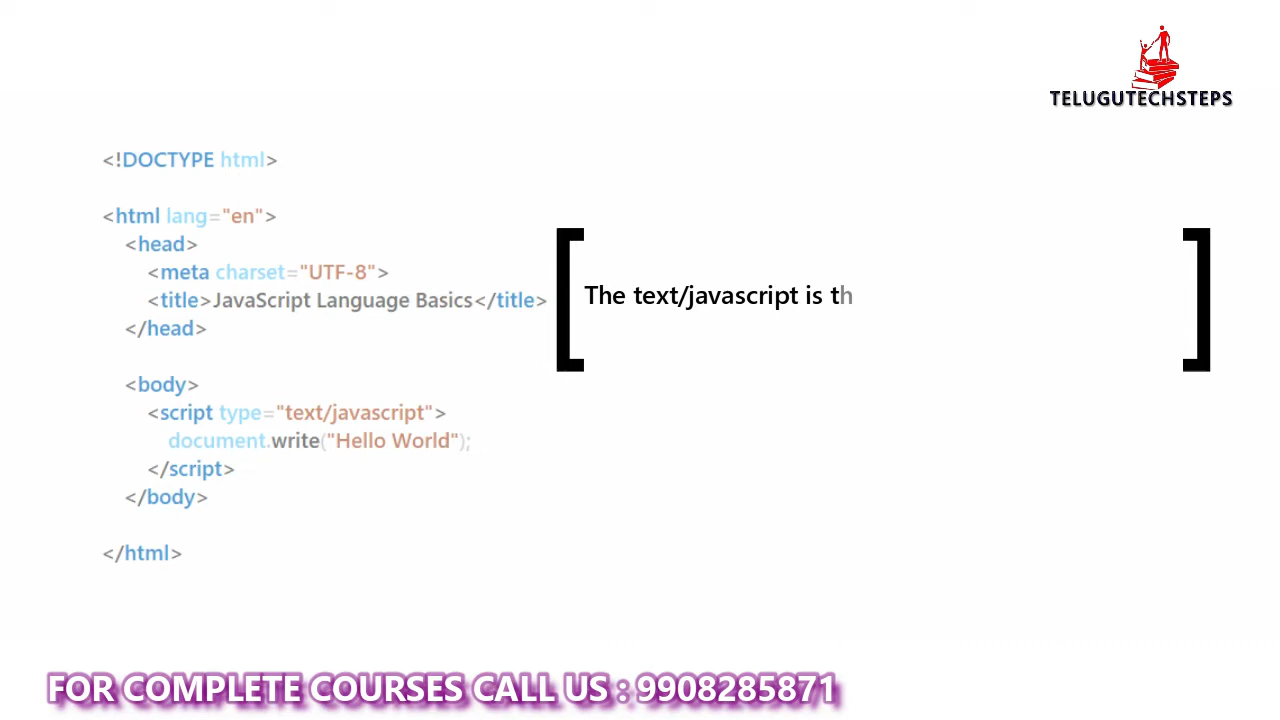 TELUGUTECHSTEPS
<!DOCTYPE html>
<html lang="en">
<head>
<meta charset="UTF-8">
<title>JavaScript Language Basics</title>
</head>
<body>
<script type="text/javascript">
document.write("Hello World");
</script>
</body>
</html>
[The text/javascript is th]
FOR COMPLETE COURSES CALL US : 9908285871